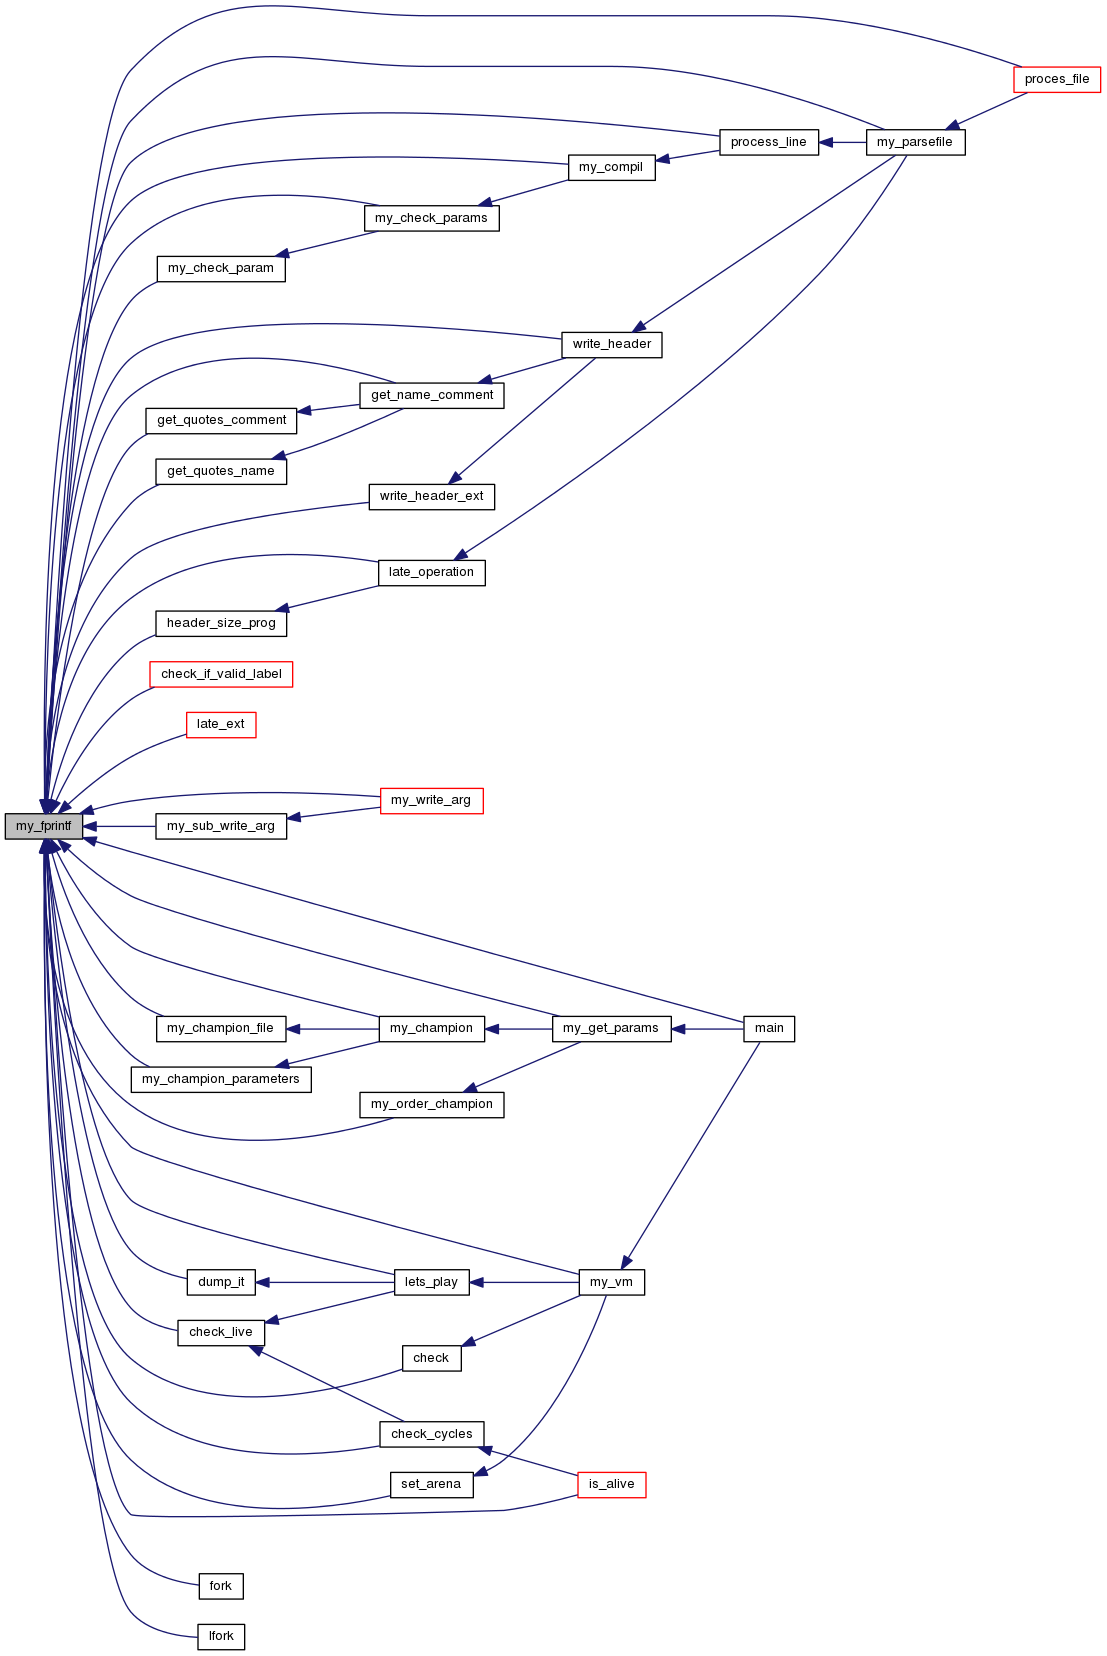 proces_file
process_line
my_parsefile
my_compil
my_check_params
my_check_param
write_header
get_name_comment
get_quotes_comment
get_quotes_name
write_header_ext
late_operation
header_size_prog
check_if_valid_label
late_ext
my_write_arg
my_fprintf
my_sub_write_arg
my_champion_file
my_champion
my_get_params
main
my_champion_parameters
my_order_champion
dump_it
lets_play
my_vm
check_live
check
check_cycles
set_arena
is_alive
fork
lfork